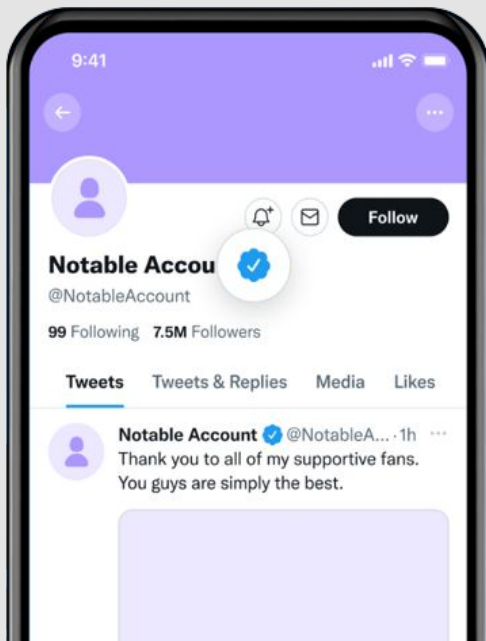 9:41
Follow
Notable Accou
@NotableAccount
99 Following 7.5M Followers
Tweets Tweets & Replies Media Likes
Notable Account @NotableA... · 1h
Thank you to all of my supportive fans.
You guys are simply the best.